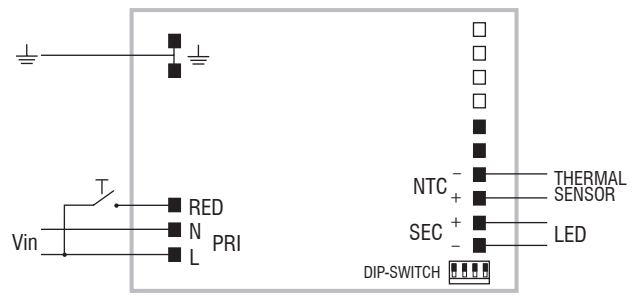 NTC
−
+
THERMAL
SENSOR
RED
N
L
PRI
Vin
SEC
+
−
LED
DIP-SWITCH